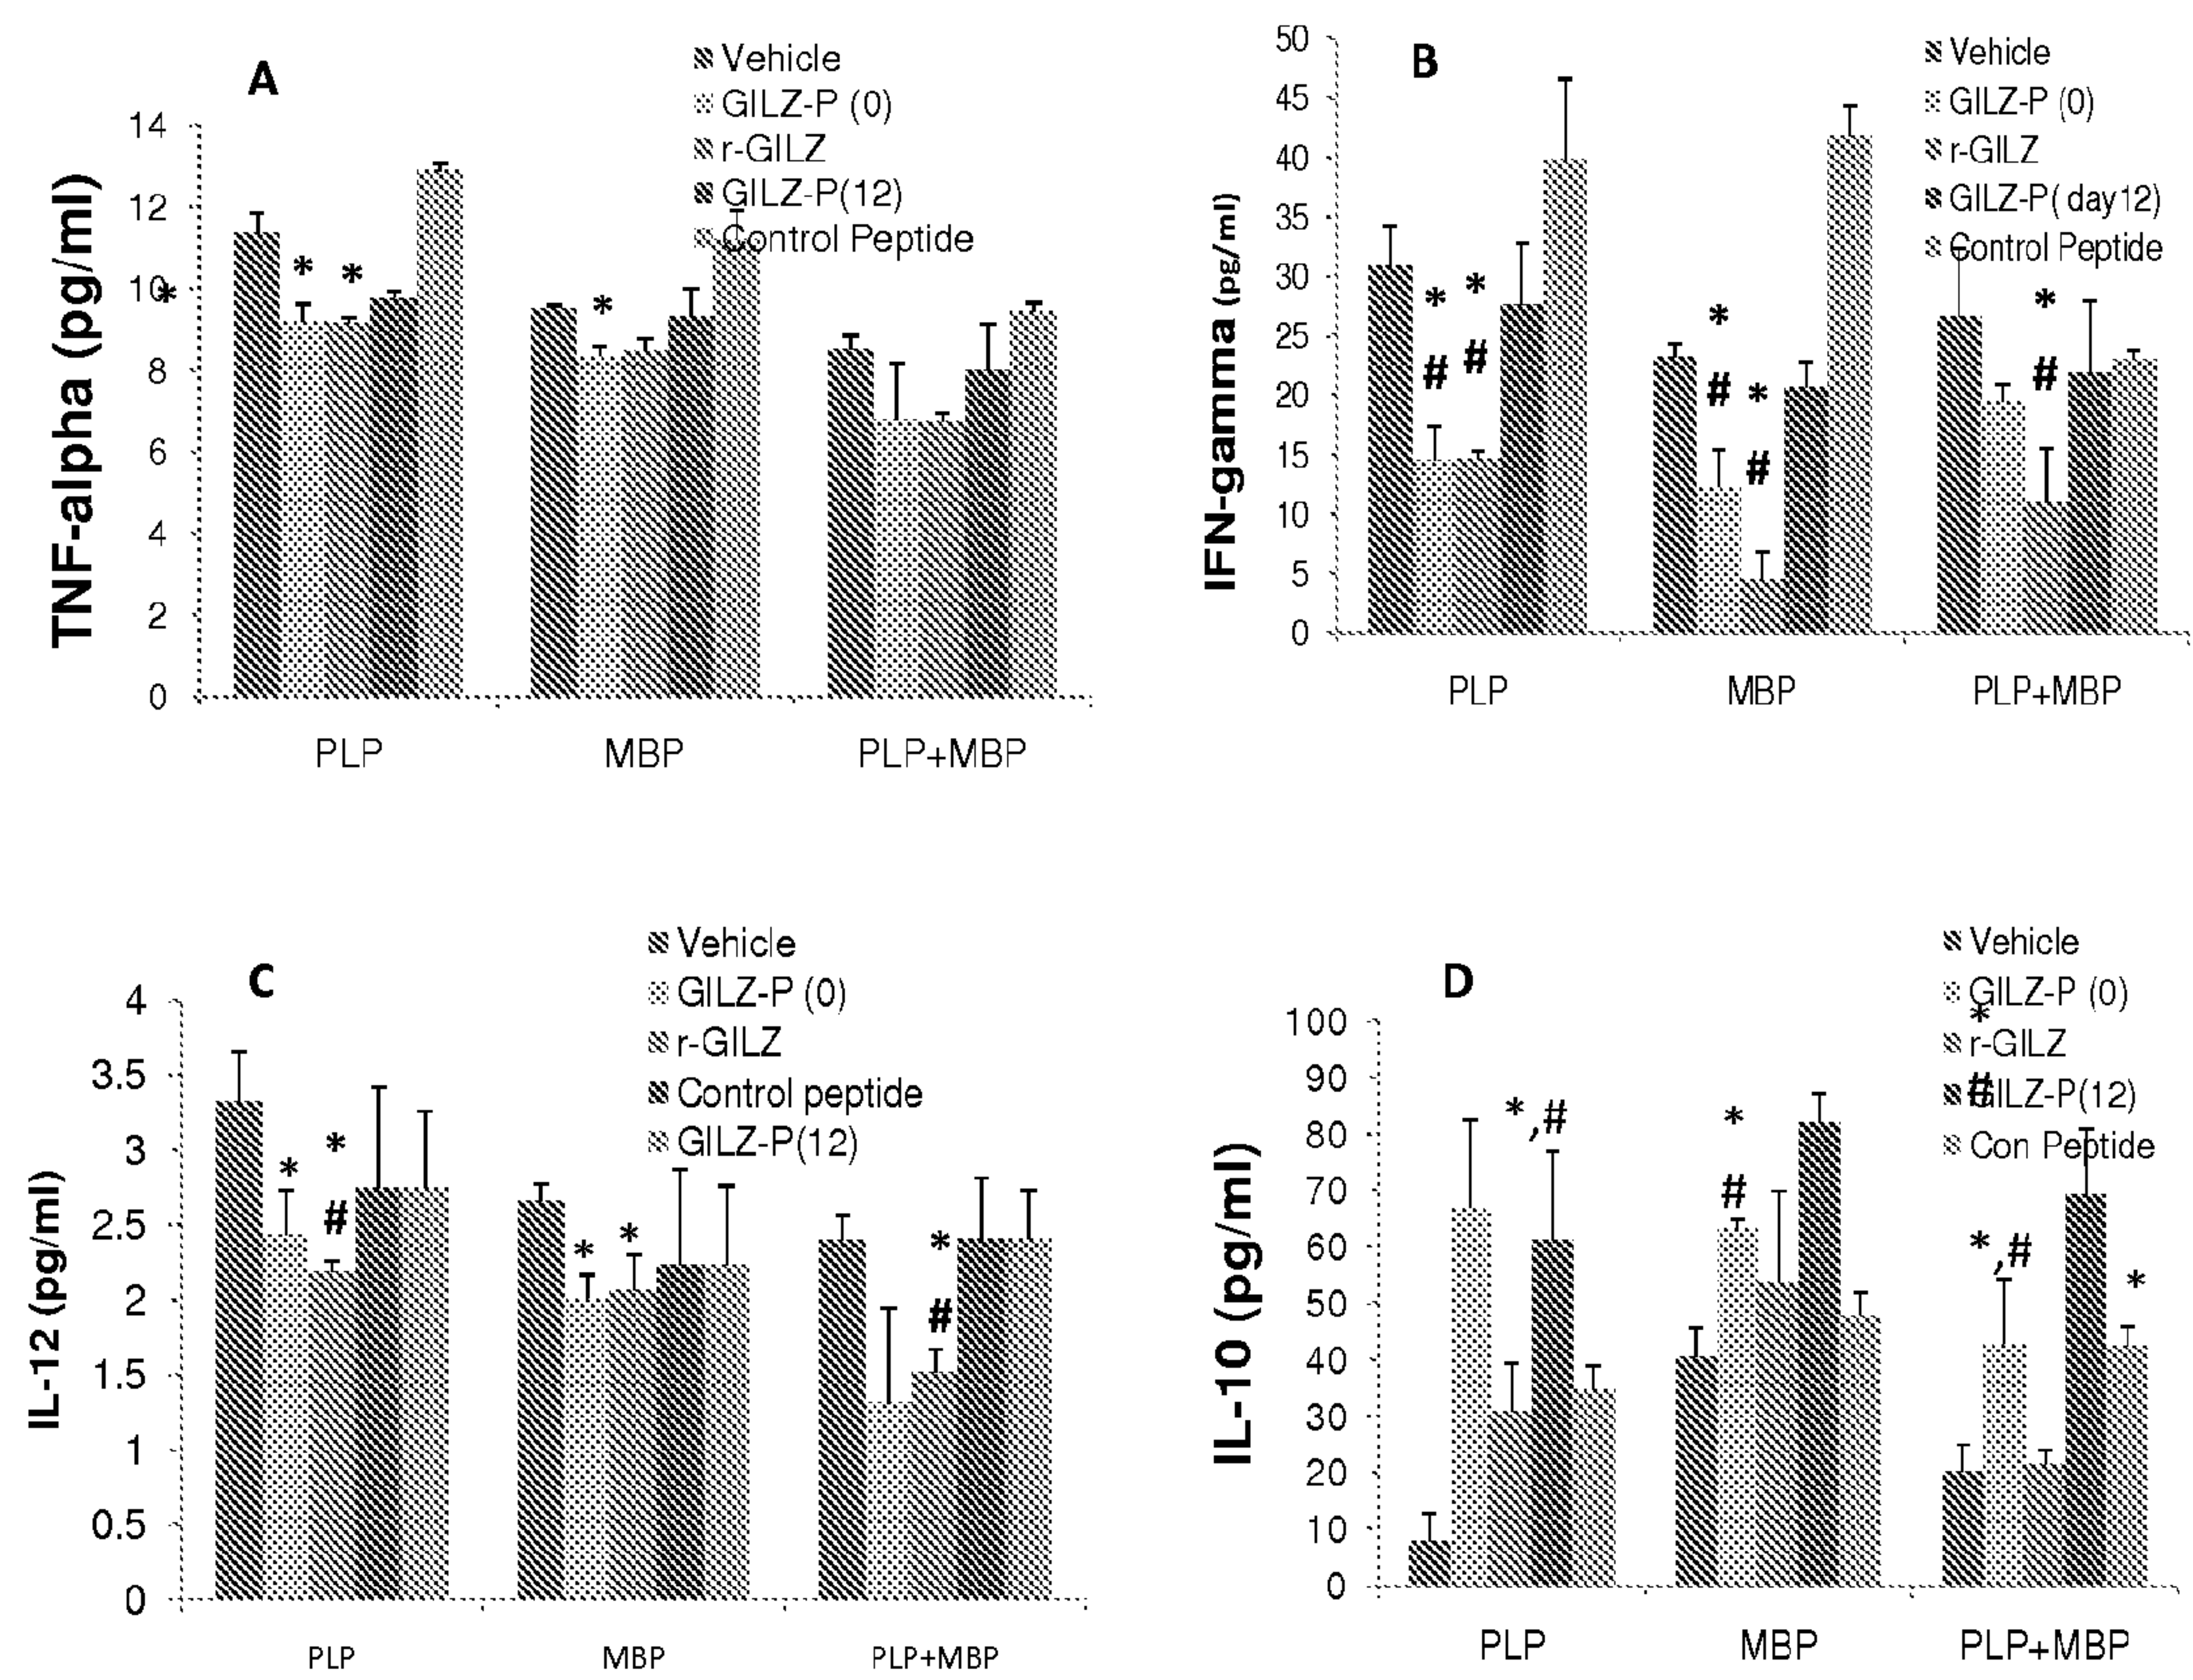 A
Vehicle
GILZ-P (0)
r-GILZ
GILZ-P(12)
Control Peptide
TNF-alpha (pg/ml)
14
12
10
8
6
4
2
0
*
* *
*
PLP MBP PLP+MBP
B
Vehicle
GILZ-P (0)
r-GILZ
GILZ-P( day12)
Control Peptide
IFN-gamma (pg/ml)
50
45
40
35
30
25
20
15
10
5
0
* *
# #
* *
# #
*
#
PLP MBP PLP+MBP
C
Vehicle
GILZ-P (0)
r-GILZ
Control peptide
GILZ-P(12)
IL-12 (pg/ml)
4
3.5
3
2.5
2
1.5
1
0.5
0
* *
#
* *
*
#
PLP MBP PLP+MBP
D
Vehicle
GILZ-P (0)
r-GILZ
GILZ-P(12)
Con Peptide
IL-10 (pg/ml)
100
90
80
70
60
50
40
30
20
10
0
*
#
*,#
*
#
*,#
*
PLP MBP PLP+MBP